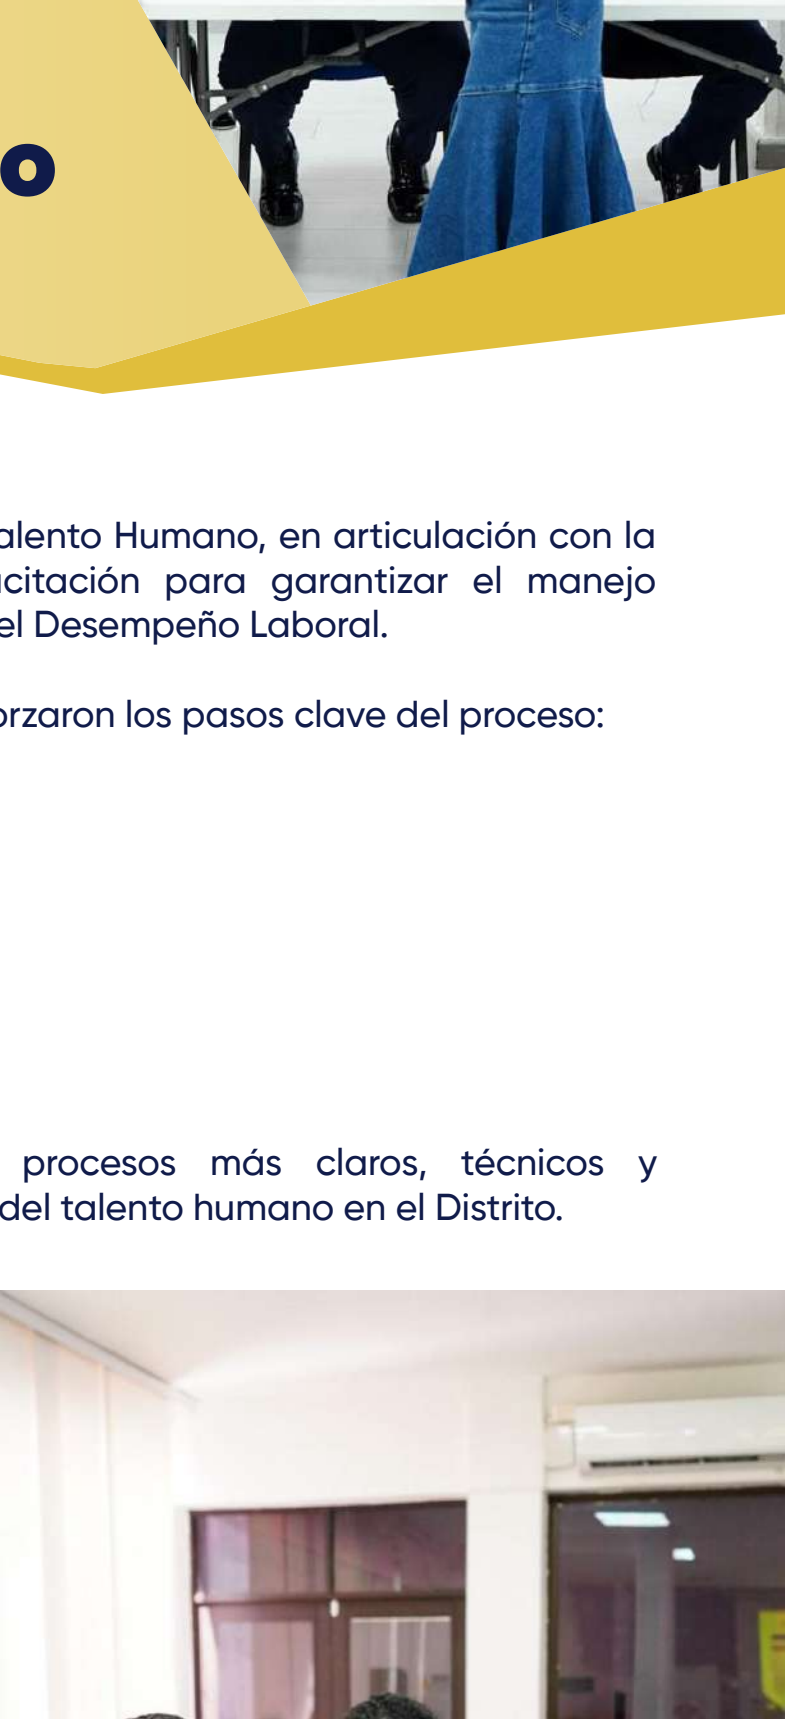 o
alento Humano, en articulación con la
citación para garantizar el manejo
el Desempeño Laboral.
orzaron los pasos clave del proceso:
procesos más claros, técnicos y
del talento humano en el Distrito.